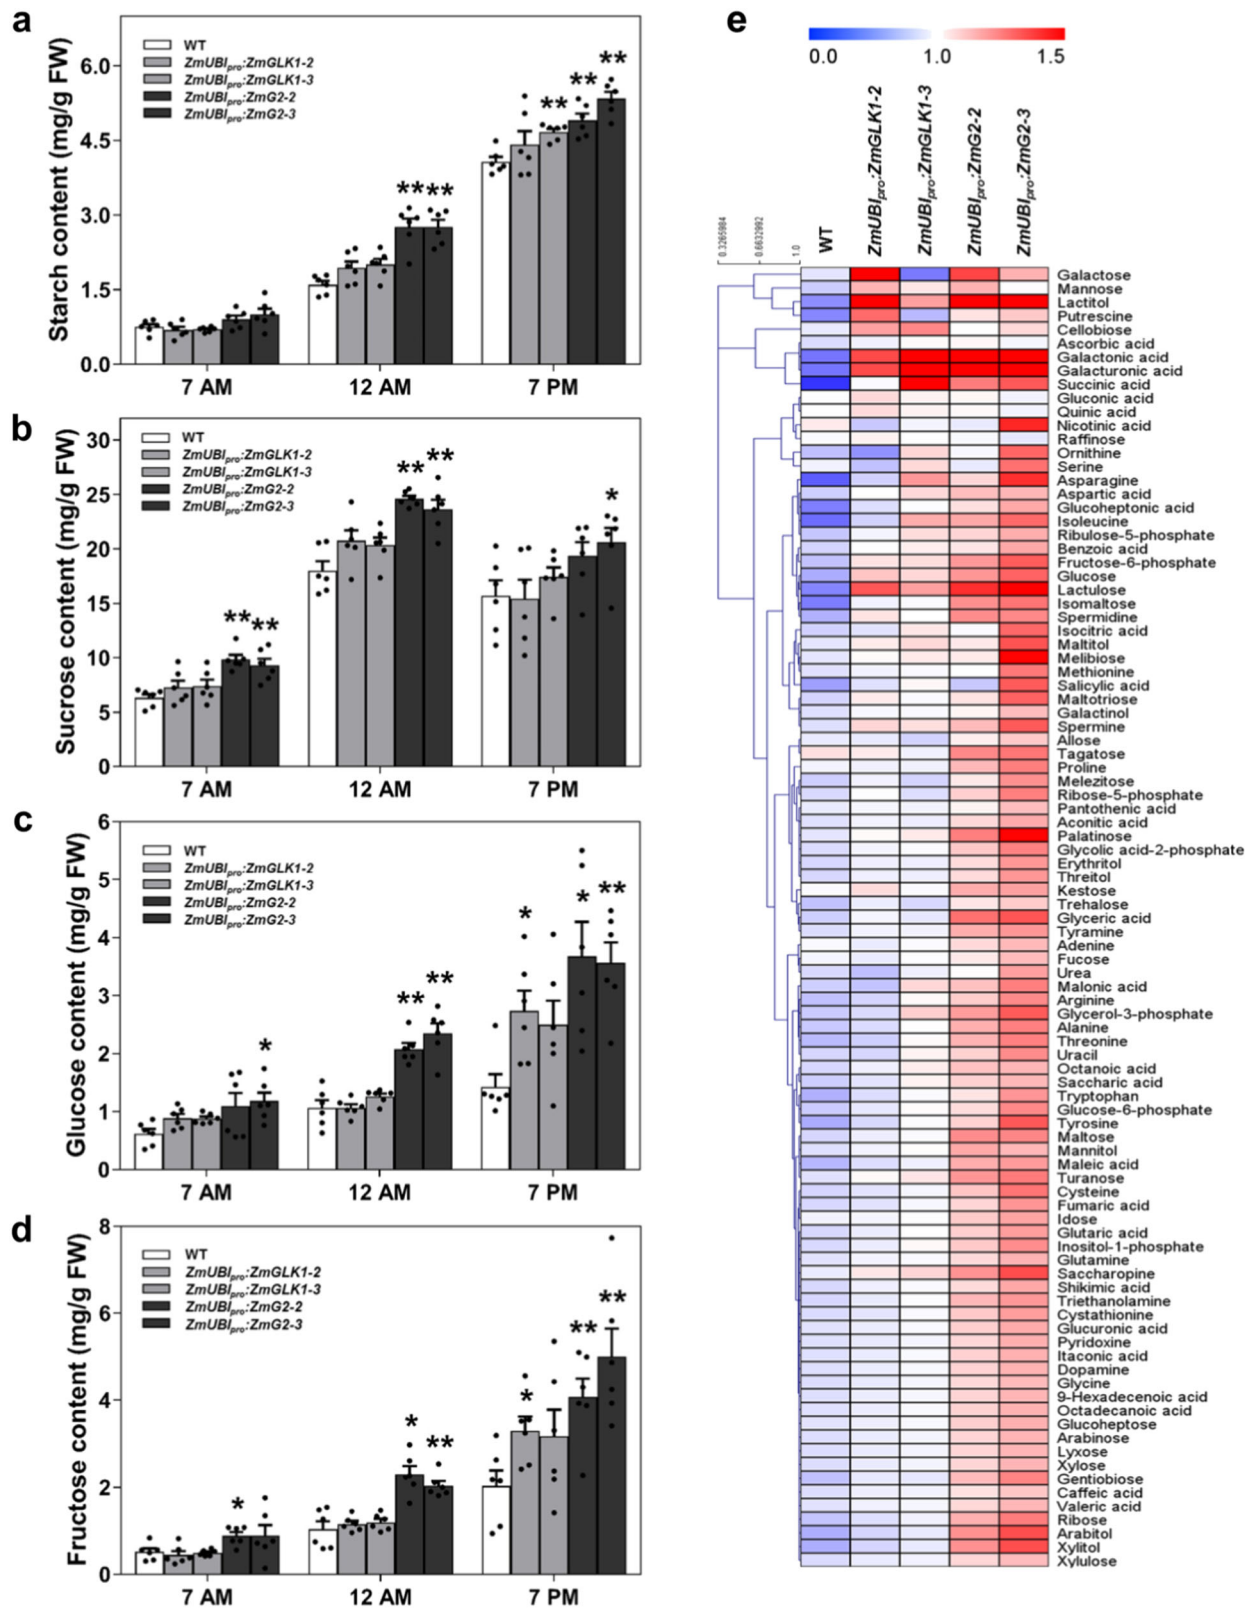 a
Starch content (mg/g FW)
6.0
4.5
3.0
1.5
0.0
WT
ZmUBIpro:ZmGLK1-2
ZmUBIpro:ZmGLK1-3
ZmUBIpro:ZmG2-2
ZmUBIpro:ZmG2-3
** **
** ** **
7 AM 12 AM 7 PM
b
Sucrose content (mg/g FW)
30
25
20
15
10
5
0
WT
ZmUBIpro:ZmGLK1-2
ZmUBIpro:ZmGLK1-3
ZmUBIpro:ZmG2-2
ZmUBIpro:ZmG2-3
** **
** **
*
7 AM 12 AM 7 PM
c
Glucose content (mg/g FW)
6
5
4
3
2
1
0
WT
ZmUBIpro:ZmGLK1-2
ZmUBIpro:ZmGLK1-3
ZmUBIpro:ZmG2-2
ZmUBIpro:ZmG2-3
*
** **
* * **
7 AM 12 AM 7 PM
d
Fructose content (mg/g FW)
8
6
4
2
0
WT
ZmUBIpro:ZmGLK1-2
ZmUBIpro:ZmGLK1-3
ZmUBIpro:ZmG2-2
ZmUBIpro:ZmG2-3
*
* **
* ** **
7 AM 12 AM 7 PM
e
0.0 1.0 1.5
0.3265984
0.6632992
1.0
WT
ZmUBIpro:ZmGLK1-2
ZmUBIpro:ZmGLK1-3
ZmUBIpro:ZmG2-2
ZmUBIpro:ZmG2-3
Galactose
Mannose
Lactitol
Putrescine
Cellobiose
Ascorbic acid
Galactonic acid
Galacturonic acid
Succinic acid
Gluconic acid
Quinic acid
Nicotinic acid
Raffinose
Ornithine
Serine
Asparagine
Aspartic acid
Glucoheptonic acid
Isoleucine
Ribulose-5-phosphate
Benzoic acid
Fructose-6-phosphate
Glucose
Lactulose
Isomaltose
Spermidine
Isocitric acid
Maltitol
Melibiose
Methionine
Salicylic acid
Maltotriose
Galactinol
Spermine
Allose
Tagatose
Proline
Melezitose
Ribose-5-phosphate
Pantothenic acid
Aconitic acid
Palatinose
Glycolic acid-2-phosphate
Erythritol
Threitol
Kestose
Trehalose
Glyceric acid
Tyramine
Adenine
Fucose
Urea
Malonic acid
Arginine
Glycerol-3-phosphate
Alanine
Threonine
Uracil
Octanoic acid
Saccharic acid
Tryptophan
Glucose-6-phosphate
Tyrosine
Maltose
Mannitol
Maleic acid
Turanose
Cysteine
Fumaric acid
Idose
Glutaric acid
Inositol-1-phosphate
Glutamine
Saccharopine
Shikimic acid
Triethanolamine
Cystathionine
Glucuronic acid
Pyridoxine
Itaconic acid
Dopamine
Glycine
9-Hexadecenoic acid
Octadecanoic acid
Glucoheptose
Arabinose
Lyxose
Xylose
Gentiobiose
Caffeic acid
Valeric acid
Ribose
Arabitol
Xylitol
Xylulose